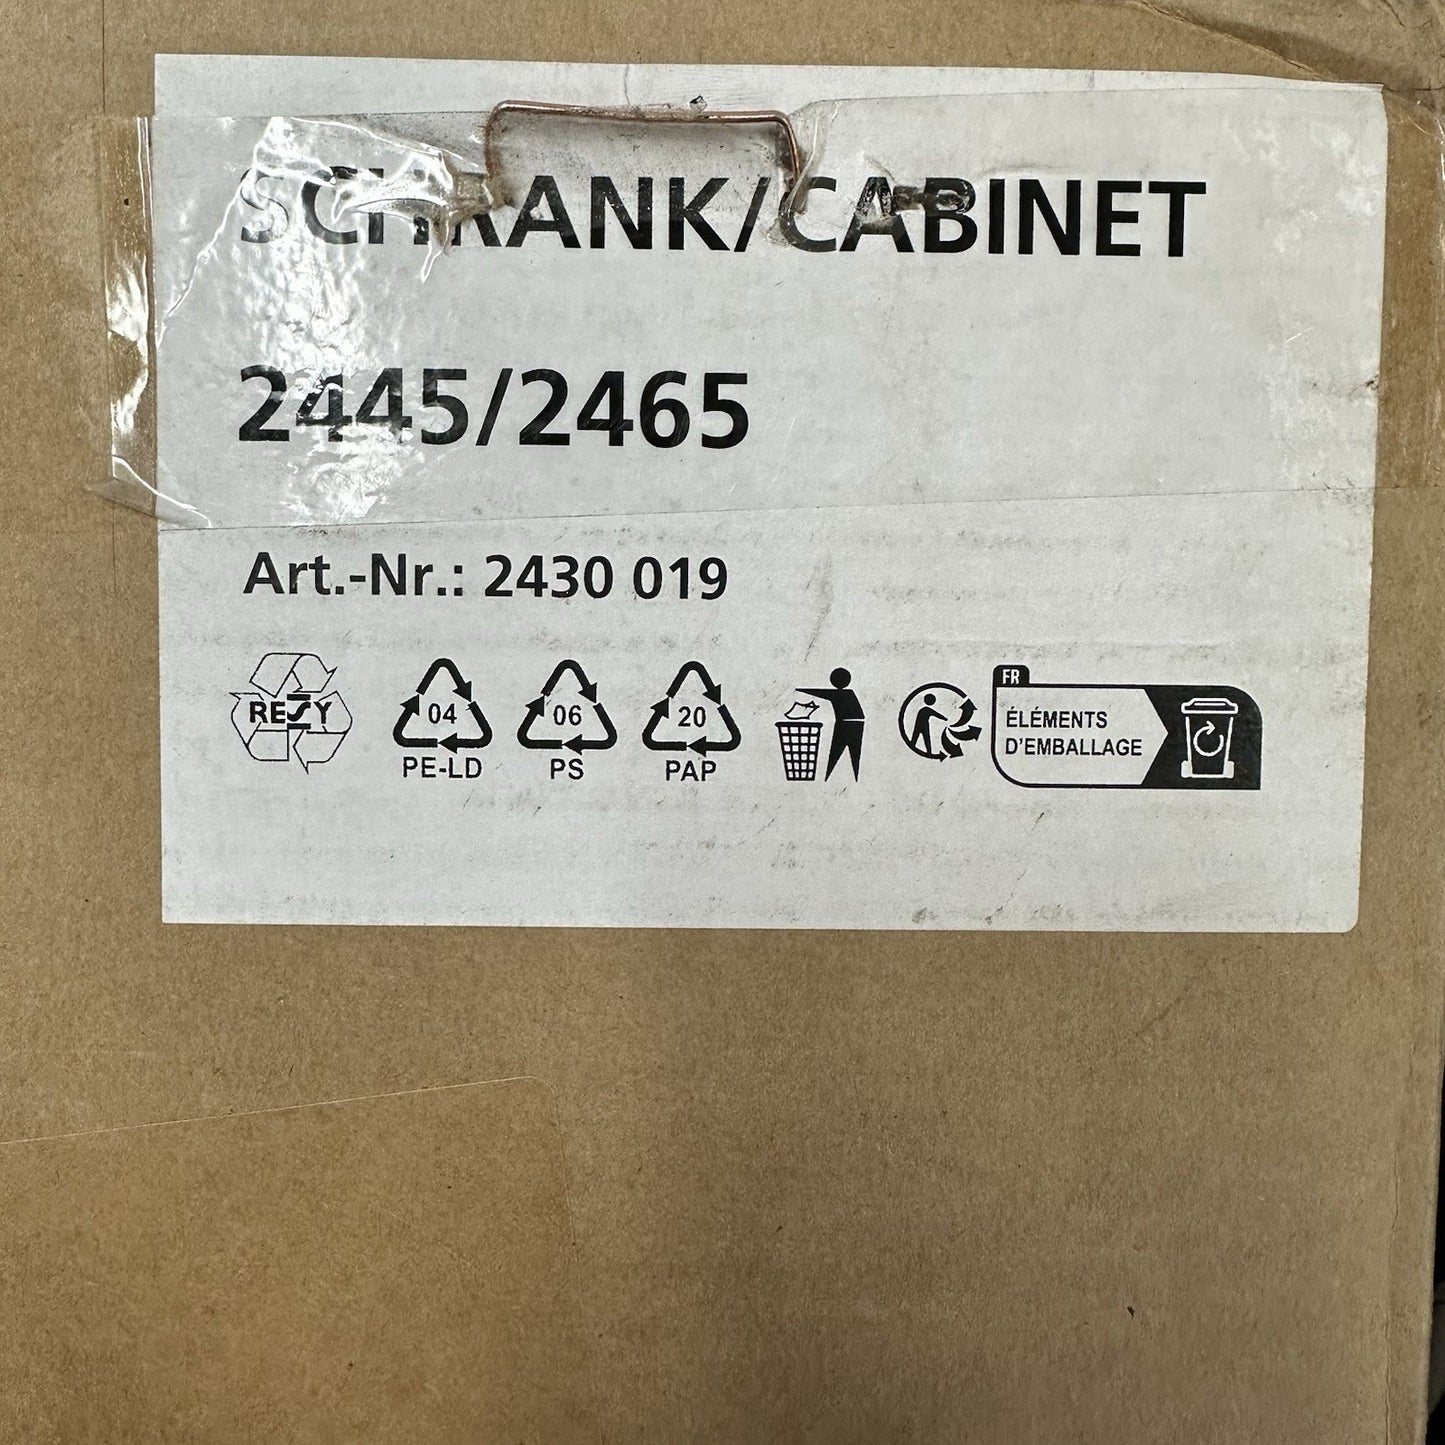 SCHRANK/CABINET
2445/2465
Art.-Nr.: 2430 019
RESY
04
PE-LD
06
PS
20
PAP
FR
ÉLÉMENTS
D'EMBALLAGE